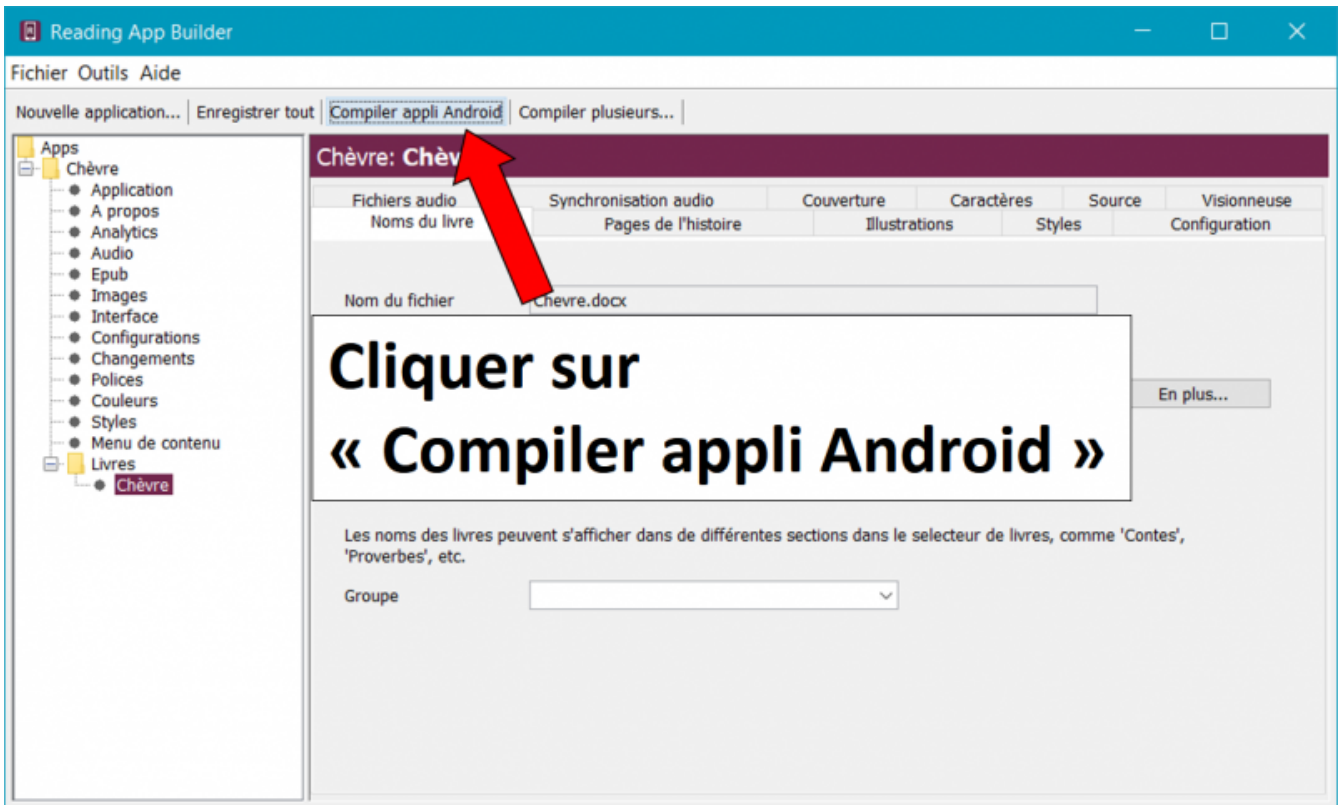 Reading App Builder
Fichier Outils Aide
Nouvelle application... Enregistrer tout Compiler appli Android Compiler plusieurs...
Apps
Chèvre
Application
A propos
Analytics
Audio
Epub
Images
Interface
Configurations
Changements
Polices
Couleurs
Styles
Menu de contenu
Livres
Chèvre
Chèvre:
Fichiers audio Synchronisation audio Couverture Caractères Source Visionneuse
Noms du livre Pages de l'histoire Illustrations Styles Configuration
Nom du fichier Chevre.docx
Cliquer sur
« Compiler appli Android »
En plus...
Les noms des livres peuvent s'afficher dans de différentes sections dans le selecteur de livres, comme 'Contes',
'Proverbes', etc.
Groupe